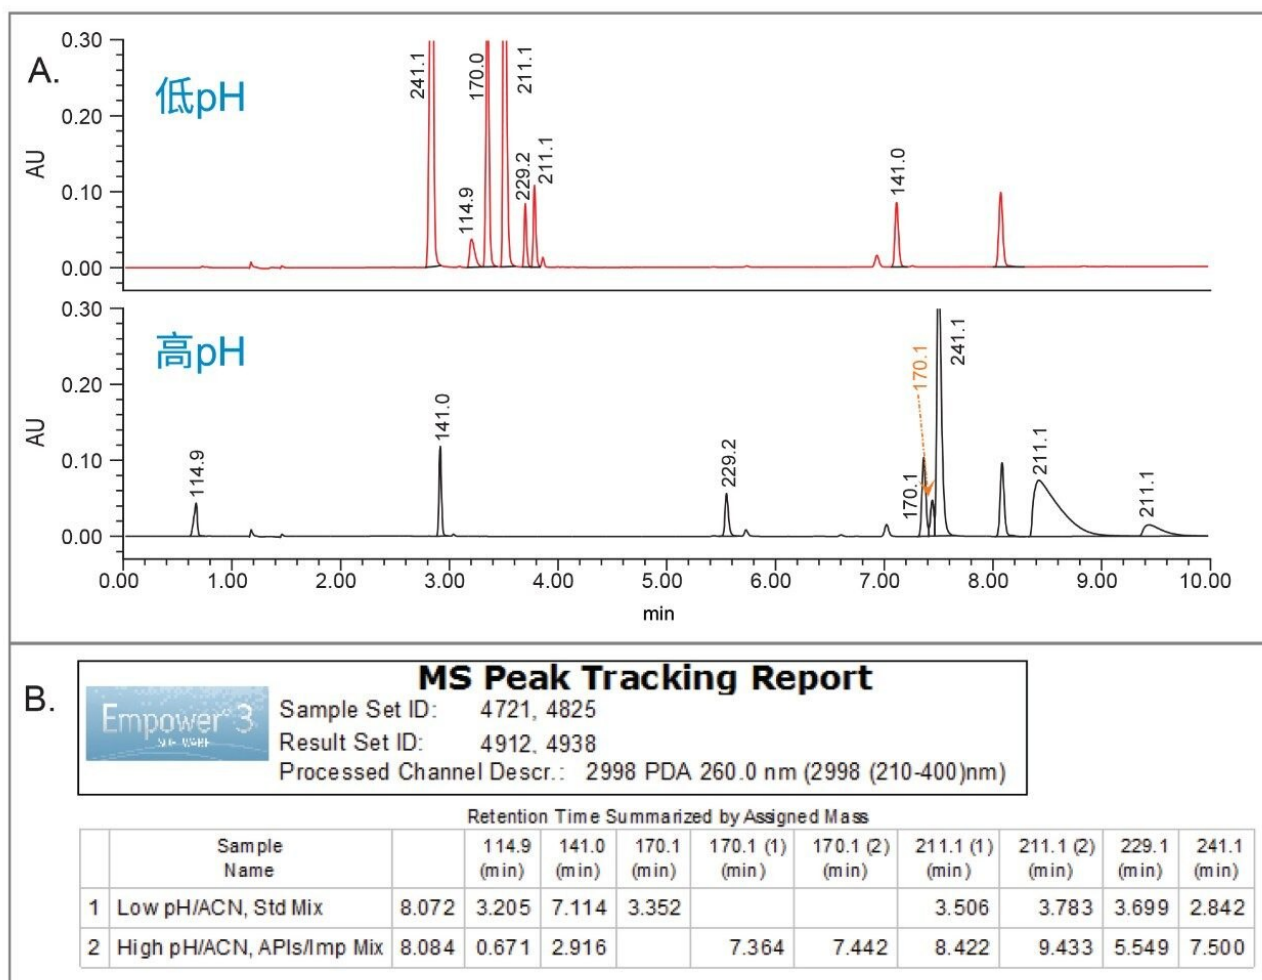 A.
低pH
AU
0.30
0.20
0.10
0.00
241.1
114.9
170.0
211.1
229.2
211.1
141.0
高pH
AU
0.30
0.20
0.10
0.00
114.9
141.0
229.2
170.1
170.1
241.1
211.1
211.1
0.00 1.00 2.00 3.00 4.00 5.00 6.00 7.00 8.00 9.00 10.00
min
B.
MS Peak Tracking Report
Empower 3
SOFTWARE
Sample Set ID: 4721, 4825
Result Set ID: 4912, 4938
Processed Channel Descr.: 2998 PDA 260.0 nm (2998 (210-400)nm)
Retention Time Summarized by Assigned Mass
Sample Name 114.9 (min) 141.0 (min) 170.1 (min) 170.1 (1) (min) 170.1 (2) (min) 211.1 (1) (min) 211.1 (2) (min) 229.1 (min) 241.1 (min)
1 Low pH/ACN, Std Mix 8.072 3.205 7.114 3.352 3.506 3.783 3.699 2.842
2 High pH/ACN, APIs/Imp Mix 8.084 0.671 2.916 7.364 7.442 8.422 9.433 5.549 7.500